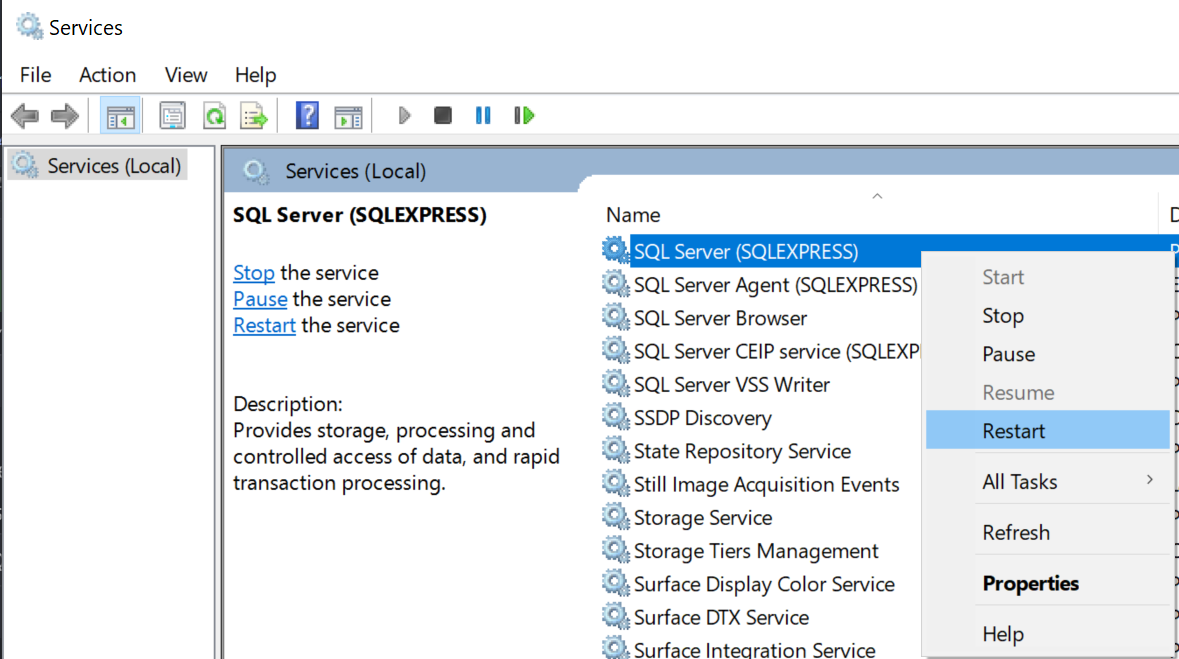 Services
File Action View Help
Services (Local)
Services (Local)
SQL Server (SQLEXPRESS)
Stop the service
Pause the service
Restart the service
Description:
Provides storage, processing and
controlled access of data, and rapid
transaction processing.
Name
SQL Server (SQLEXPRESS)
SQL Server Agent (SQLEXPRESS)
SQL Server Browser
SQL Server CEIP service (SQLEXP
SQL Server VSS Writer
SSDP Discovery
State Repository Service
Still Image Acquisition Events
Storage Service
Storage Tiers Management
Surface Display Color Service
Surface DTX Service
Surface Integration Service
Start
Stop
Pause
Resume
Restart
All Tasks
Refresh
Properties
Help